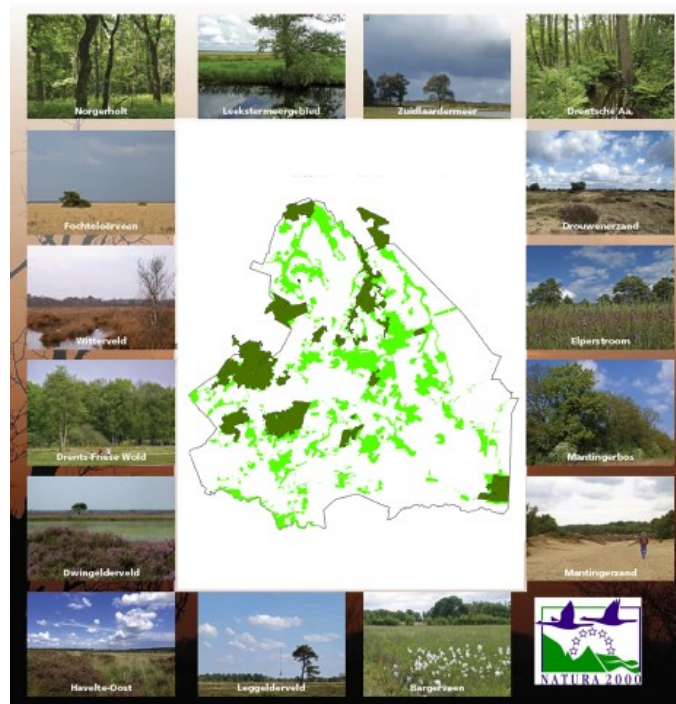 Norgerholt
Leekstermeergebied
Zuidlaardermeer
Drentsche Aa
Fochteloërveen
Drouwenerzand
Witterveld
Elperstroom
Drents-Friese Wold
Mantingerbos
Dwingelderveld
Mantingerzand
Havelte-Oost
Leggelderveld
Bargerveen
NATURA 2000